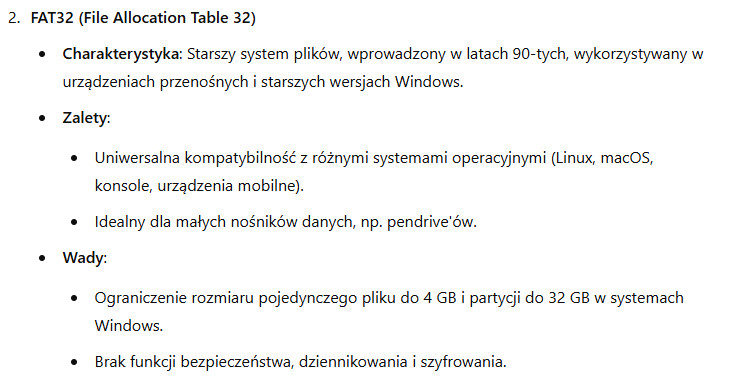 2. FAT32 (File Allocation Table 32)
• Charakterystyka: Starszy system plików, wprowadzony w latach 90-tych, wykorzystywany w
urządzeniach przenośnych i starszych wersjach Windows.
• Zalety:
• Uniwersalna kompatybilność z różnymi systemami operacyjnymi (Linux, macOS,
konsole, urządzenia mobilne).
• Idealny dla małych nośników danych, np. pendrive'ów.
• Wady:
• Ograniczenie rozmiaru pojedynczego pliku do 4 GB i partycji do 32 GB w systemach
Windows.
• Brak funkcji bezpieczeństwa, dziennikowania i szyfrowania.